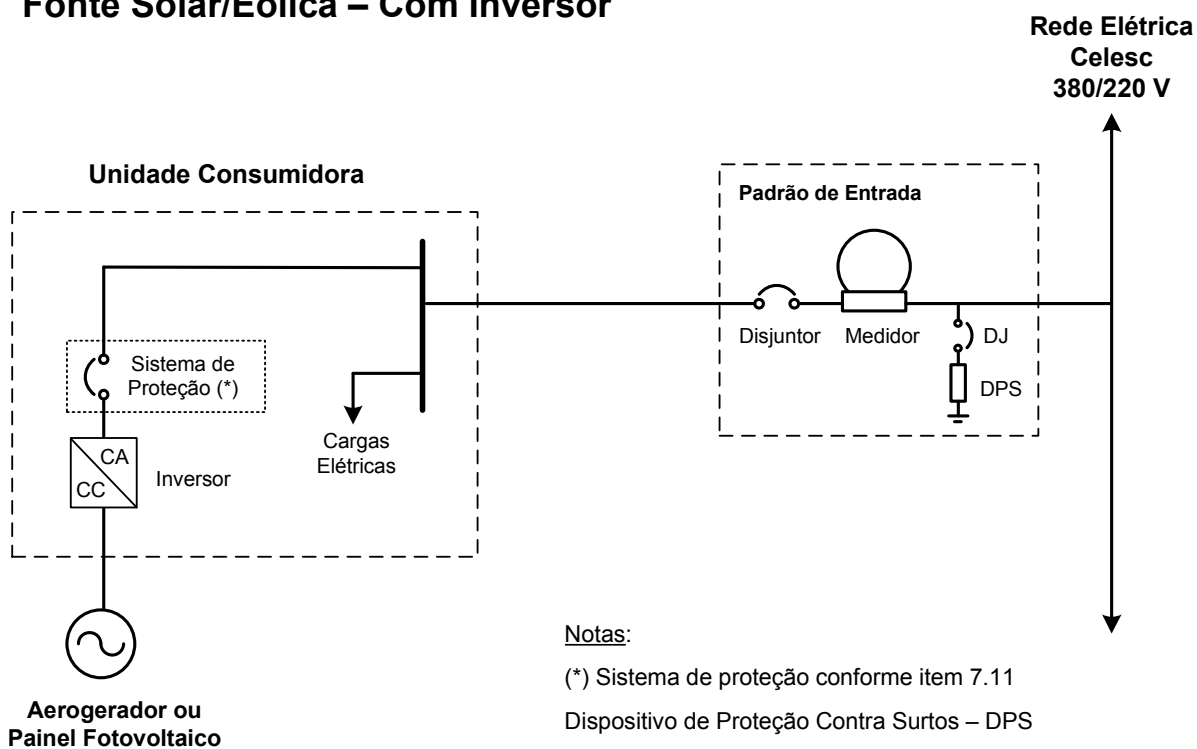 Fonte Solar/Eólica – Com Inversor
Rede Elétrica
Celesc
380/220 V
Unidade Consumidora
Padrão de Entrada
Disjuntor
Medidor
DJ
DPS
Sistema de
Proteção (*)
Cargas
Elétricas
CA
CC
Inversor
Aerogerador ou
Painel Fotovoltaico
Notas:
(*) Sistema de proteção conforme item 7.11
Dispositivo de Proteção Contra Surtos – DPS